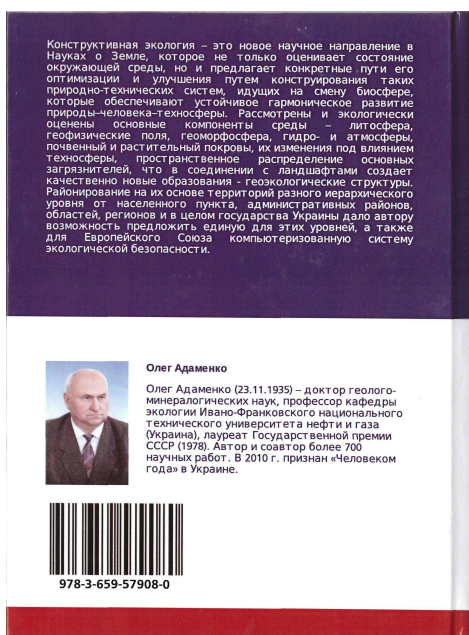 Конструктивная экология – это новое научное направление в
Науках о Земле, которое не только оценивает состояние
окружающей среды, но и предлагает конкретные пути его
оптимизации и улучшения путем конструирования таких
природно-технических систем, идущих на смену биосфере,
которые обеспечивают устойчивое гармоническое развитие
природы–человека–техносферы. Рассмотрены и экологически
оценены основные компоненты среды – литосфера,
геофизические поля, геоморфосфера, гидро- и атмосферы,
почвенный и растительный покровы, их изменения под влиянием
техносферы, пространственное распределение основных
загрязнителей, что в соединении с ландшафтами создает
качественно новые образования - геоэкологические структуры.
Районирование на их основе территорий разного иерархического
уровня от населенного пункта, административных районов,
областей, регионов и в целом государства Украины дало автору
возможность предложить единую для этих уровней, а также
для Европейского Союза компьютеризованную систему
экологической безопасности.
Олег Адаменко
Олег Адаменко (23.11.1935) – доктор геолого-
минералогических наук, профессор кафедры
экологии Ивано-Франковского национального
технического университета нефти и газа
(Украина), лауреат Государственной премии
СССР (1978). Автор и соавтор более 700
научных работ. В 2010 г. признан «Человеком
года» в Украине.
978-3-659-57908-0